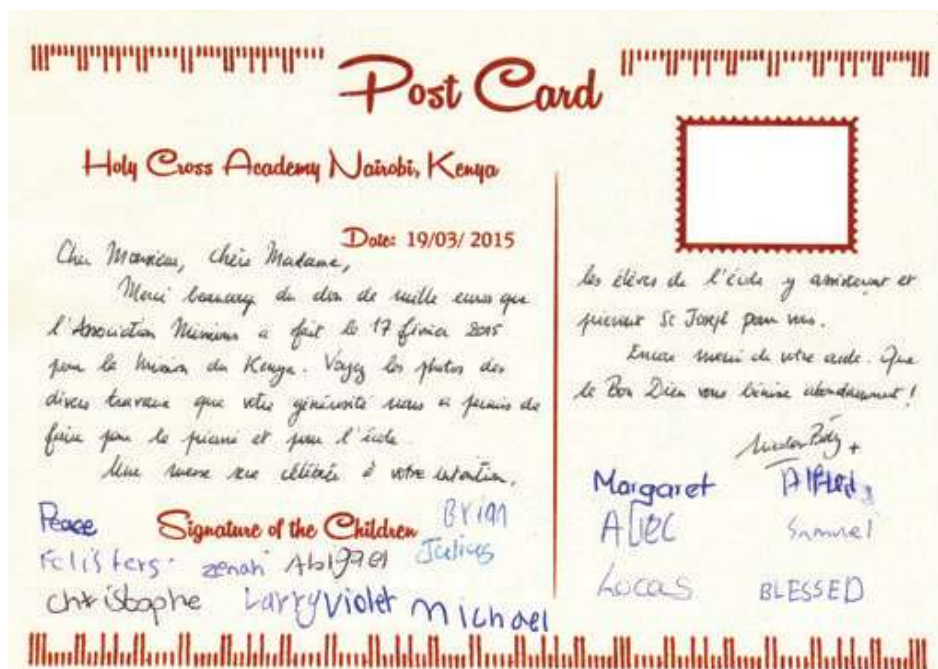 Post Card
Holy Cross Academy Nairobi, Kenya
Date: 19/03/2015
Cher Monsieur, chère Madame,
Merci beaucoup du don de mille euros que
l'Association Missions a fait le 17 février 2015
pour la mission du Kenya. Voyez les photos des
divers travaux que votre générosité nous a permis de
faire pour le prieuré et pour l'école.
Une messe sera célébrée à votre intention,
les élèves de l'école y assisteront et
prieront St Joseph pour vous.
Encore merci de votre aide. Que
le Bon Dieu vous bénisse abondamment !
+
Signature of the Children
Peace
Brian
Felisters
zenah
Abigael
Julius
christophe
Larry
Violet
Michael
Margaret
Alfred
Alec
Samuel
Lucas
BLESSED